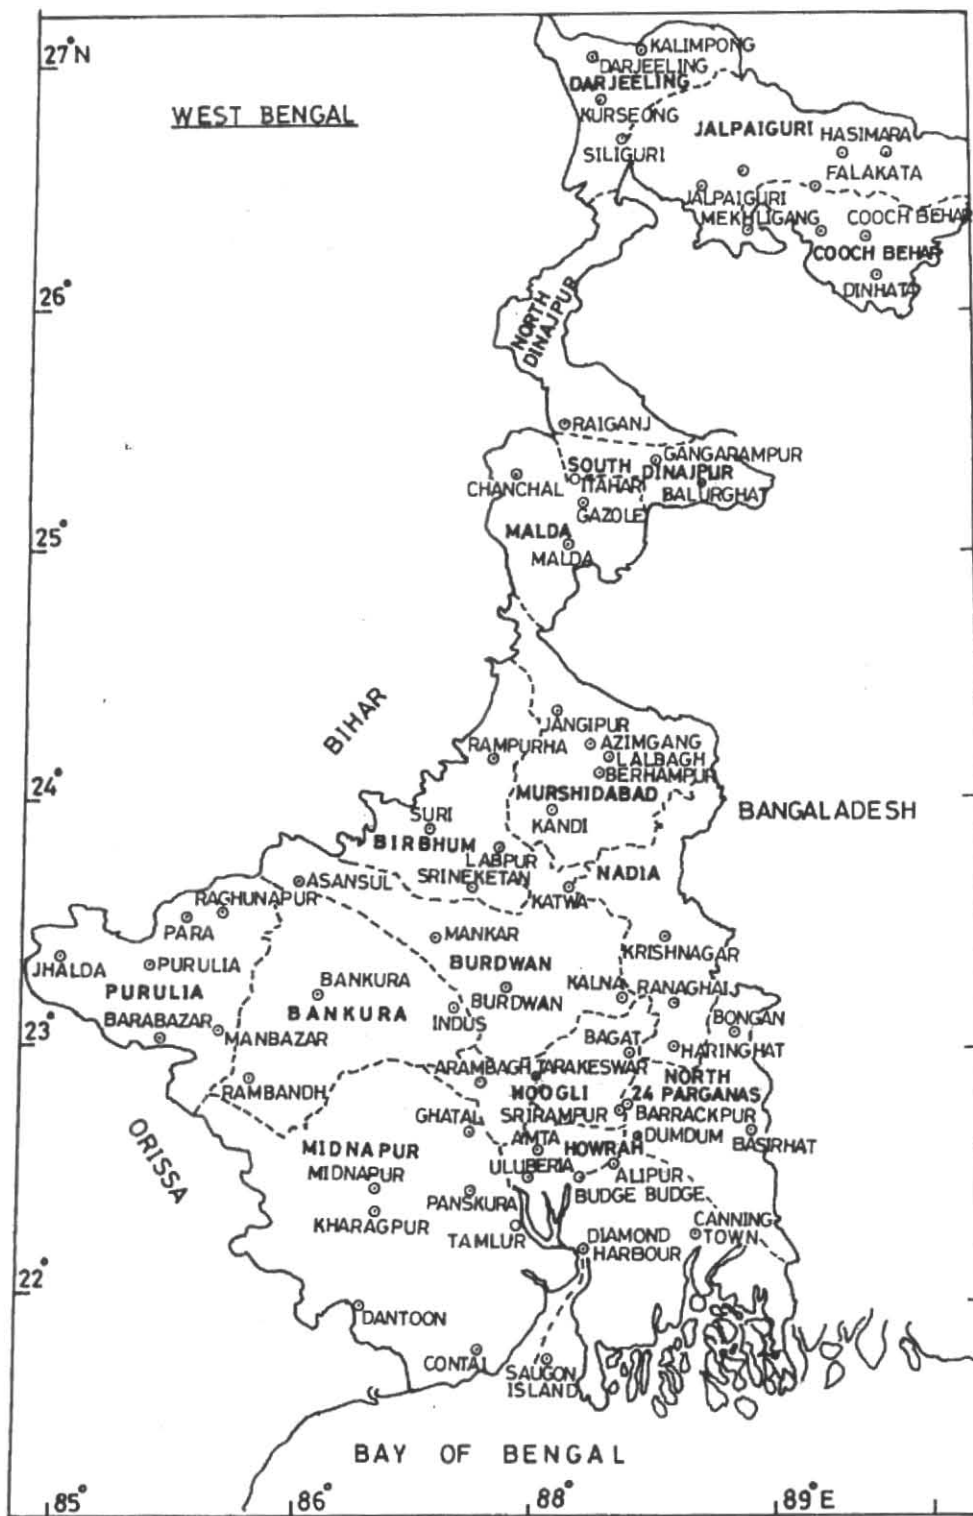 27°N
WEST BENGAL
KALIMPONG
DARJEELING
DARJEELING
KURSEONG
SILIGURI
JALPAIGURI
HASIMARA
FALAKATA
JALPAIGURI
MEKHLIGANG
COOCH BEHAR
COOCH BEHAR
DINHATA
26°
NORTH
DINAJPUR
RAIGANJ
GANGARAMPUR
SOUTH DINAJPUR
CHANCHAL
ITAHARI
BALURGHAT
GAZOLE
25°
MALDA
MALDA
BIHAR
JANGIPUR
AZIMGANG
RAMPURHA
LALBAGH
BERHAMPUR
24°
MURSHIDABAD
BANGALADESH
SURI
KANDI
BIRBHUM
LABPUR
NADIA
SRINEKETAN
ASANSUL
KATWA
RAGHUNAPUR
PARA
MANKAR
KRISHNAGAR
JHALDA
PURULIA
BURDWAN
BANKURA
KALNA
RANAGHAI
PURULIA
BURDWAN
BANKURA
INDUS
BONGAN
BARABAZAR
MANBAZAR
23°
BAGAT
HARINGHAT
ARAMBAGH
TARAKESWAR
NORTH
24 PARGANAS
RAMBANDH
HOOGLI
GHATAL
SRIRAMPUR
BARRACKPUR
ORISSA
MIDNAPUR
AMTA
HOWRAH
DUMDUM
BASIRHAT
MIDNAPUR
ULUBERIA
ALIPUR
PANSKURA
BUDGE BUDGE
KHARAGPUR
TAMLUR
DIAMOND
HARBOUR
CANNING
TOWN
22°
DANTOON
CONTAI
SAUGON
ISLAND
BAY OF BENGAL
85°
86°
88°
89°E